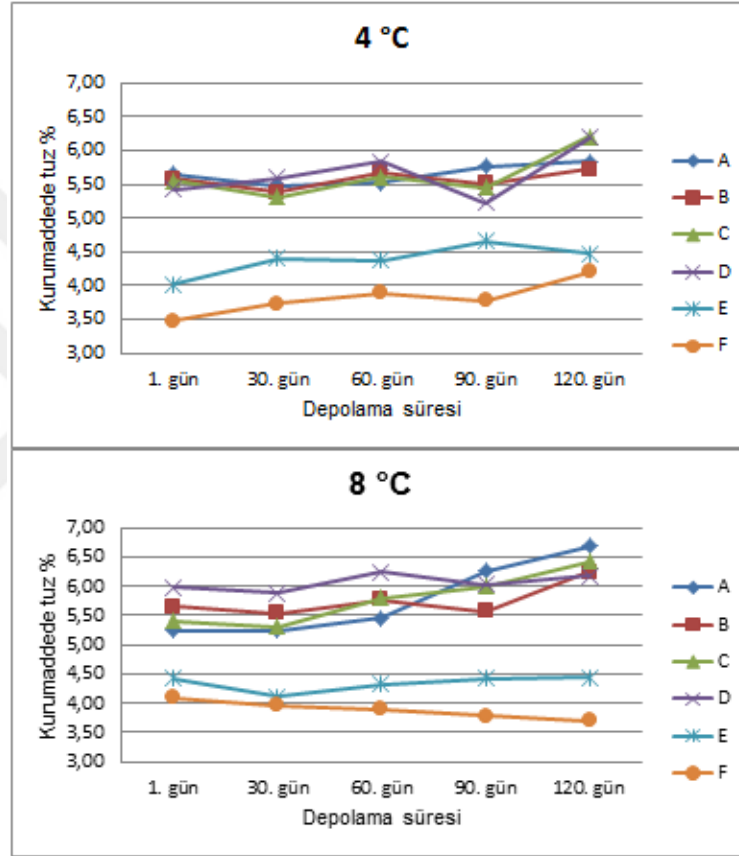 4 °C
Kurumaddede tuz %
7,00
6,50
6,00
5,50
5,00
4,50
4,00
3,50
3,00
1. gün 30. gün 60. gün 90. gün 120. gün
Depolama süresi
A
B
C
D
E
F
8 °C
Kurumaddede tuz %
7,00
6,50
6,00
5,50
5,00
4,50
4,00
3,50
3,00
1. gün 30. gün 60. gün 90. gün 120. gün
Depolama süresi
A
B
C
D
E
F